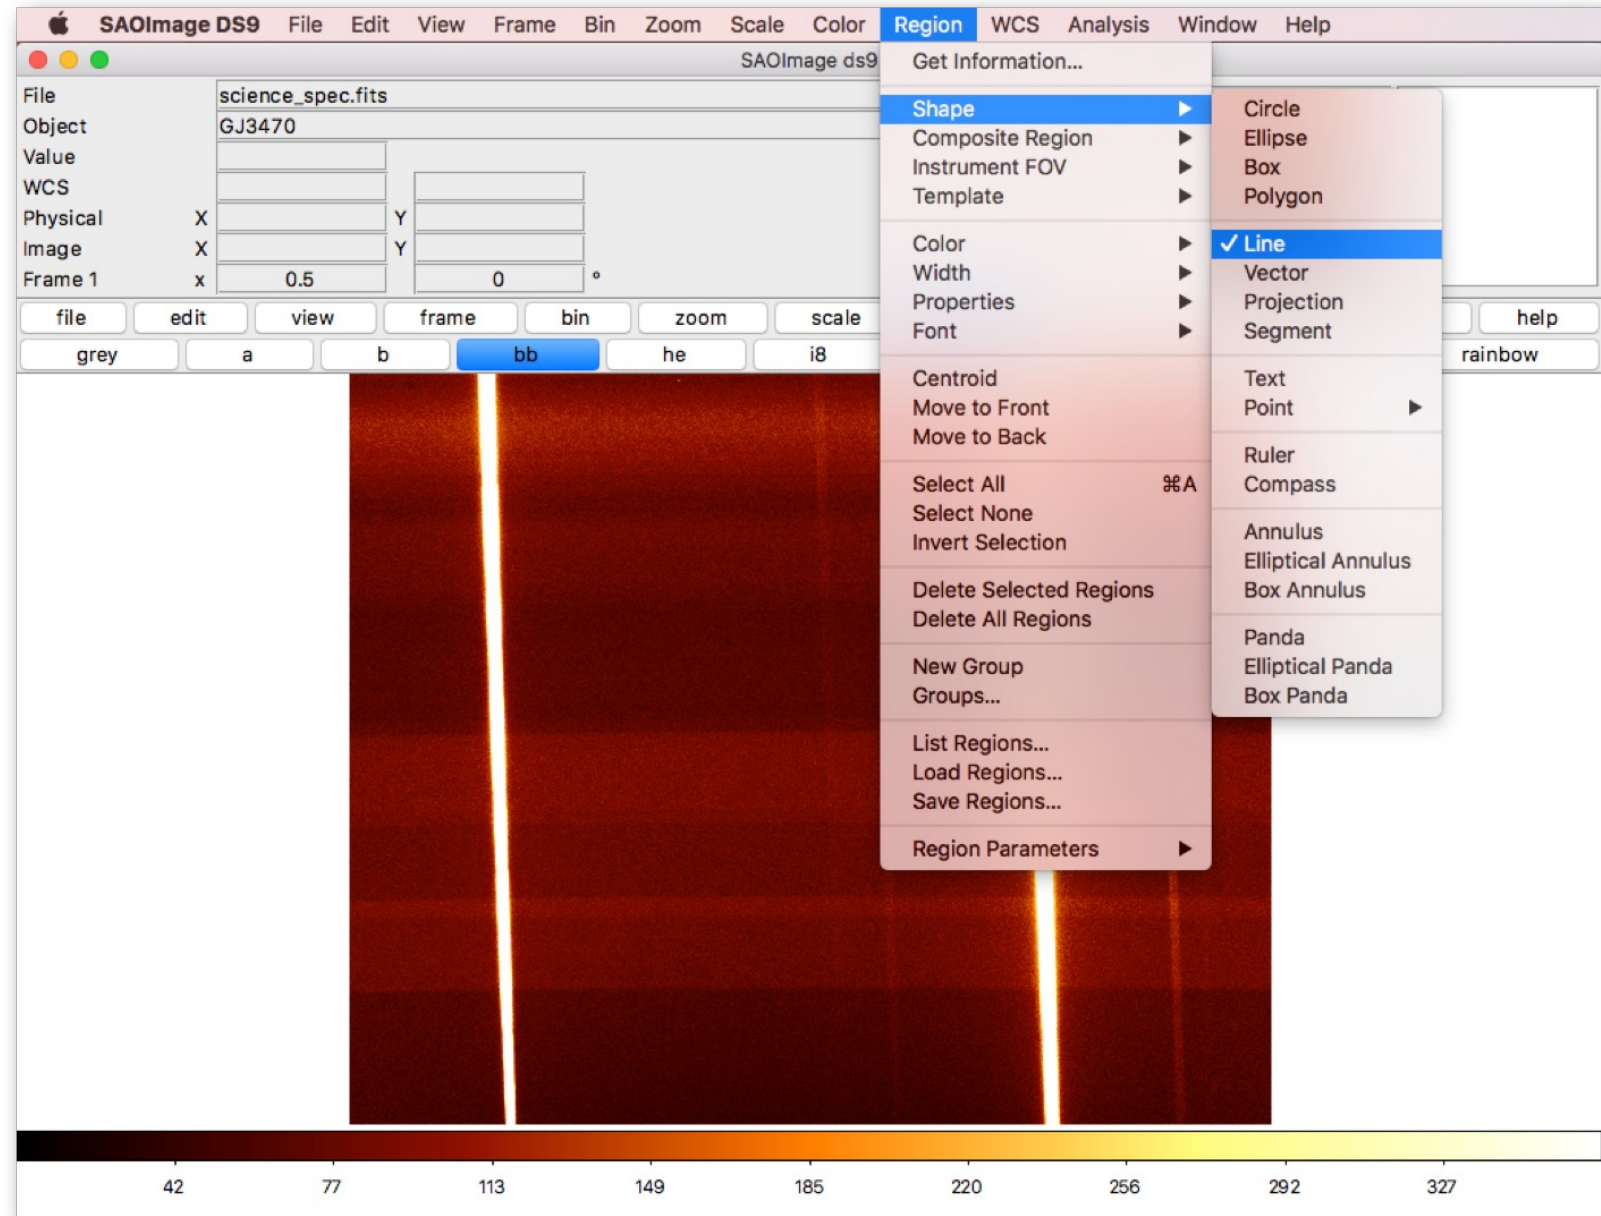 SAOImage DS9 File Edit View Frame Bin Zoom Scale Color Region WCS Analysis Window Help
SAOImage ds9
File science_spec.fits
Object GJ3470
Value
WCS
Physical X Y
Image X Y
Frame 1 x 0.5 0 °
file edit view frame bin zoom scale help
grey a b bb he i8 rainbow
Get Information...
Shape ▶
Composite Region ▶
Instrument FOV ▶
Template ▶
Color ▶
Width ▶
Properties ▶
Font ▶
Centroid
Move to Front
Move to Back
Select All ⌘A
Select None
Invert Selection
Delete Selected Regions
Delete All Regions
New Group
Groups...
List Regions...
Load Regions...
Save Regions...
Region Parameters ▶
Circle
Ellipse
Box
Polygon
✓ Line
Vector
Projection
Segment
Text
Point ▶
Ruler
Compass
Annulus
Elliptical Annulus
Box Annulus
Panda
Elliptical Panda
Box Panda
42 77 113 149 185 220 256 292 327